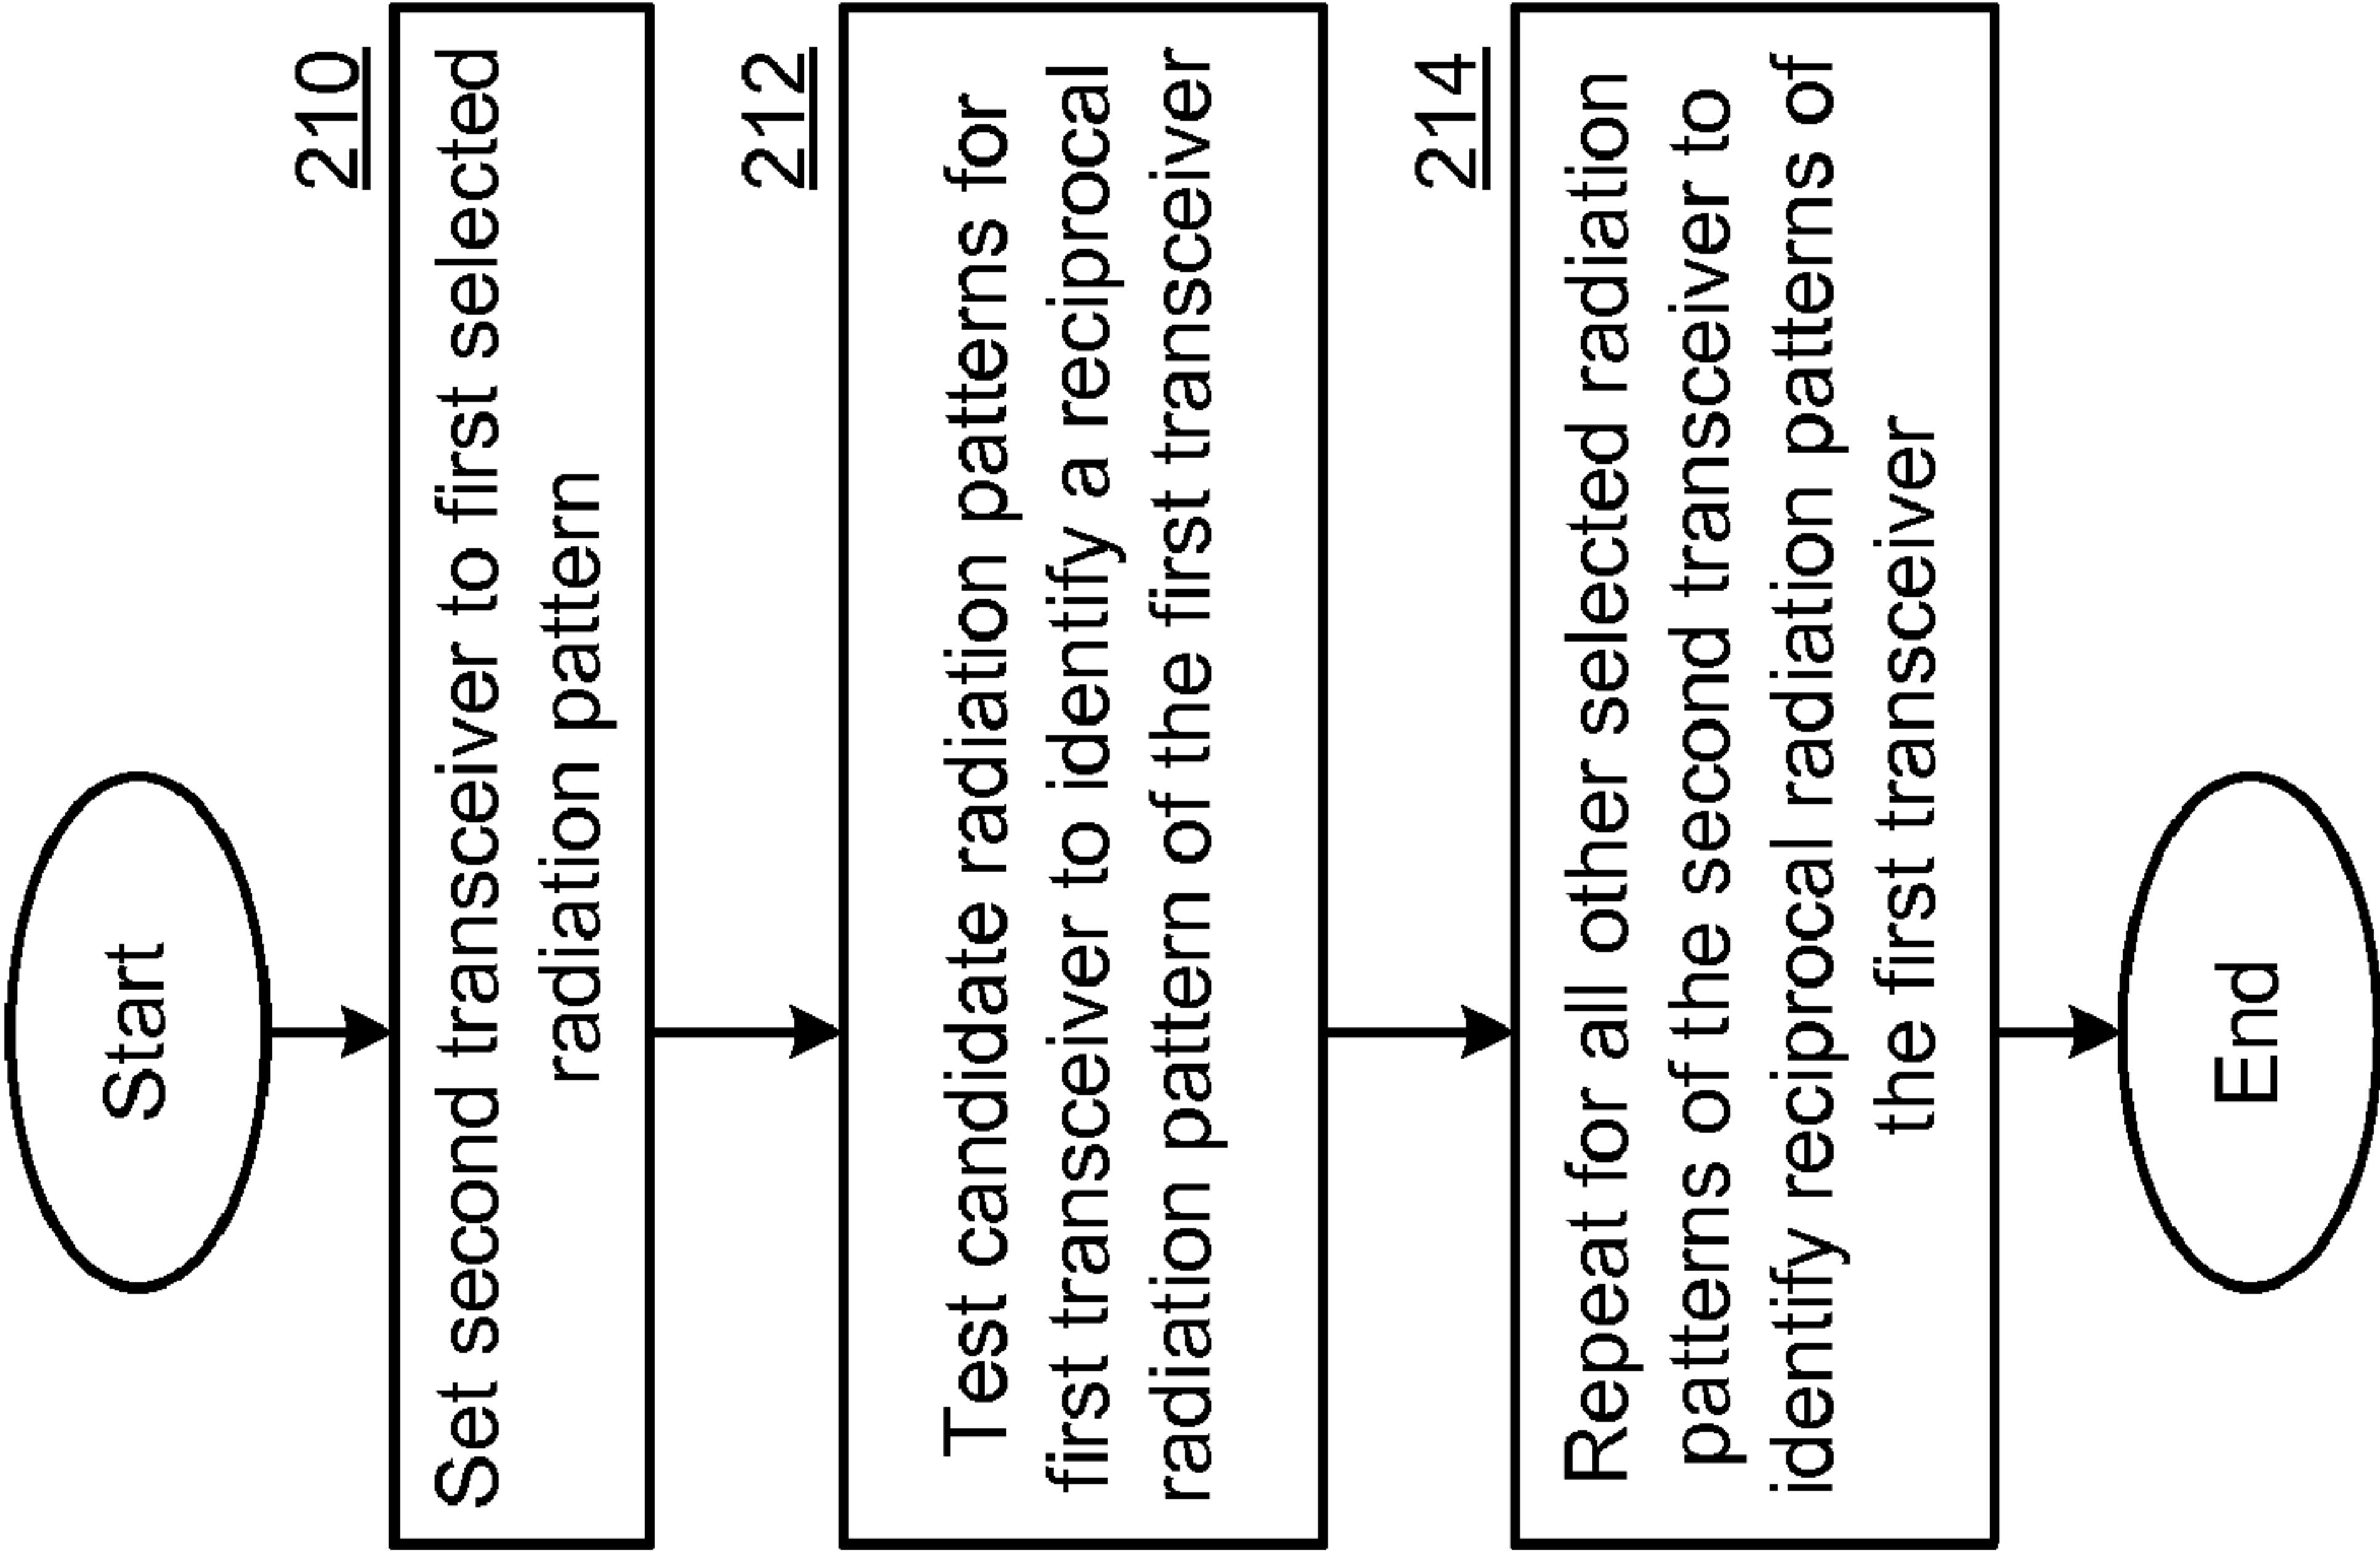 Start
210
Set second transceiver to first selected
radiation pattern
212
Test candidate radiation patterns for
first transceiver to identify a reciprocal
radiation pattern of the first transceiver
214
Repeat for all other selected radiation
patterns of the second transceiver to
identify reciprocal radiation patterns of
the first transceiver
End